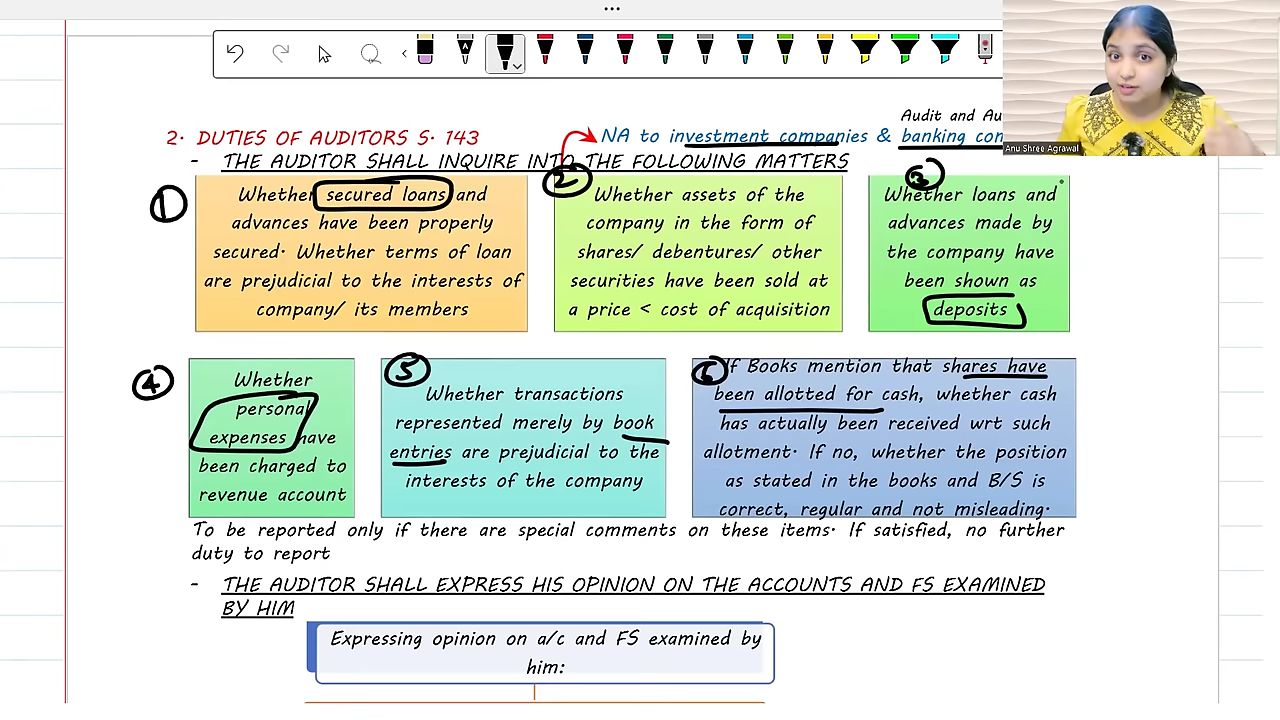 Audit and Au
2. DUTIES OF AUDITORS S. 143
NA to investment companies & banking con
Anu Shree Agrawal
- THE AUDITOR SHALL INQUIRE INTO THE FOLLOWING MATTERS
1
Whether secured loans and
advances have been properly
secured. Whether terms of loan
are prejudicial to the interests of
company/ its members
2
Whether assets of the
company in the form of
shares/ debentures/ other
securities have been sold at
a price < cost of acquisition
3
Whether loans and
advances made by
the company have
been shown as
deposits
4
Whether
personal
expenses have
been charged to
revenue account
5
Whether transactions
represented merely by book
entries are prejudicial to the
interests of the company
6
If Books mention that shares have
been allotted for cash, whether cash
has actually been received wrt such
allotment. If no, whether the position
as stated in the books and B/S is
correct, regular and not misleading.
To be reported only if there are special comments on these items. If satisfied, no further
duty to report
- THE AUDITOR SHALL EXPRESS HIS OPINION ON THE ACCOUNTS AND FS EXAMINED
BY HIM
Expressing opinion on a/c and FS examined by
him: